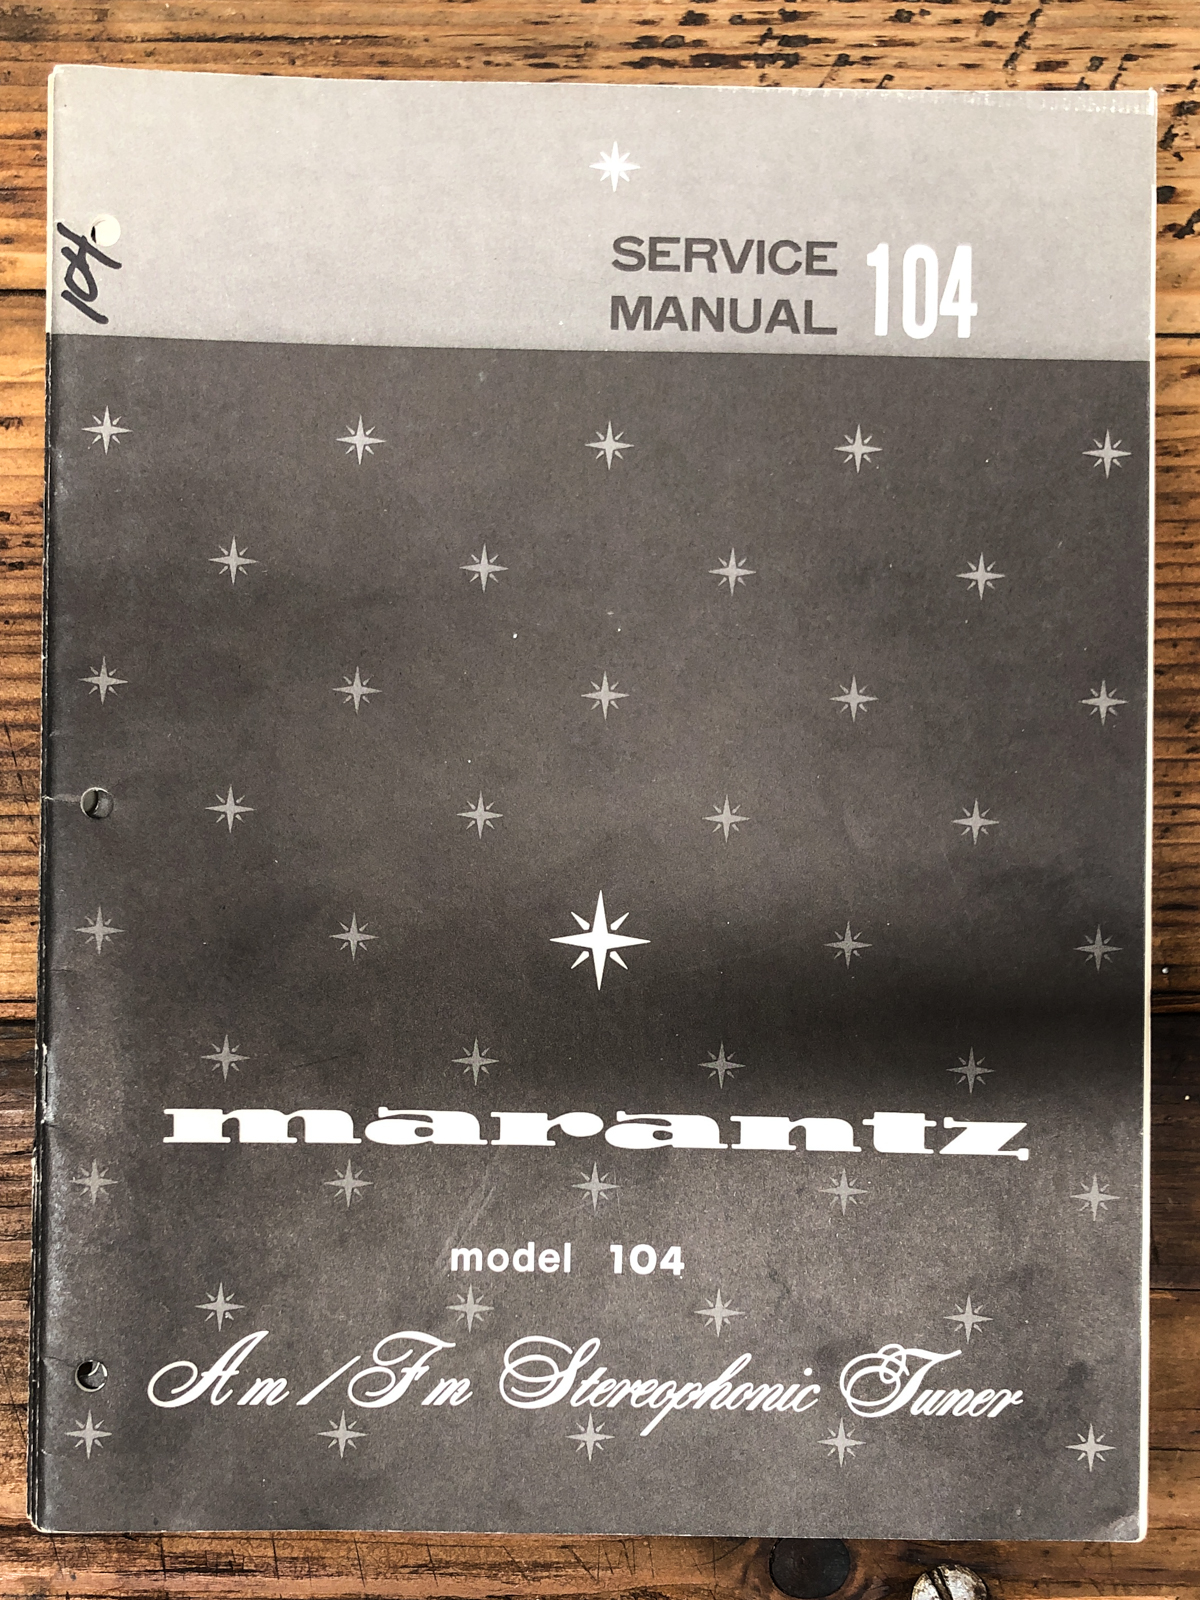 104
SERVICE
MANUAL 104
marantz
model 104
Am/Fm Stereophonic Tuner